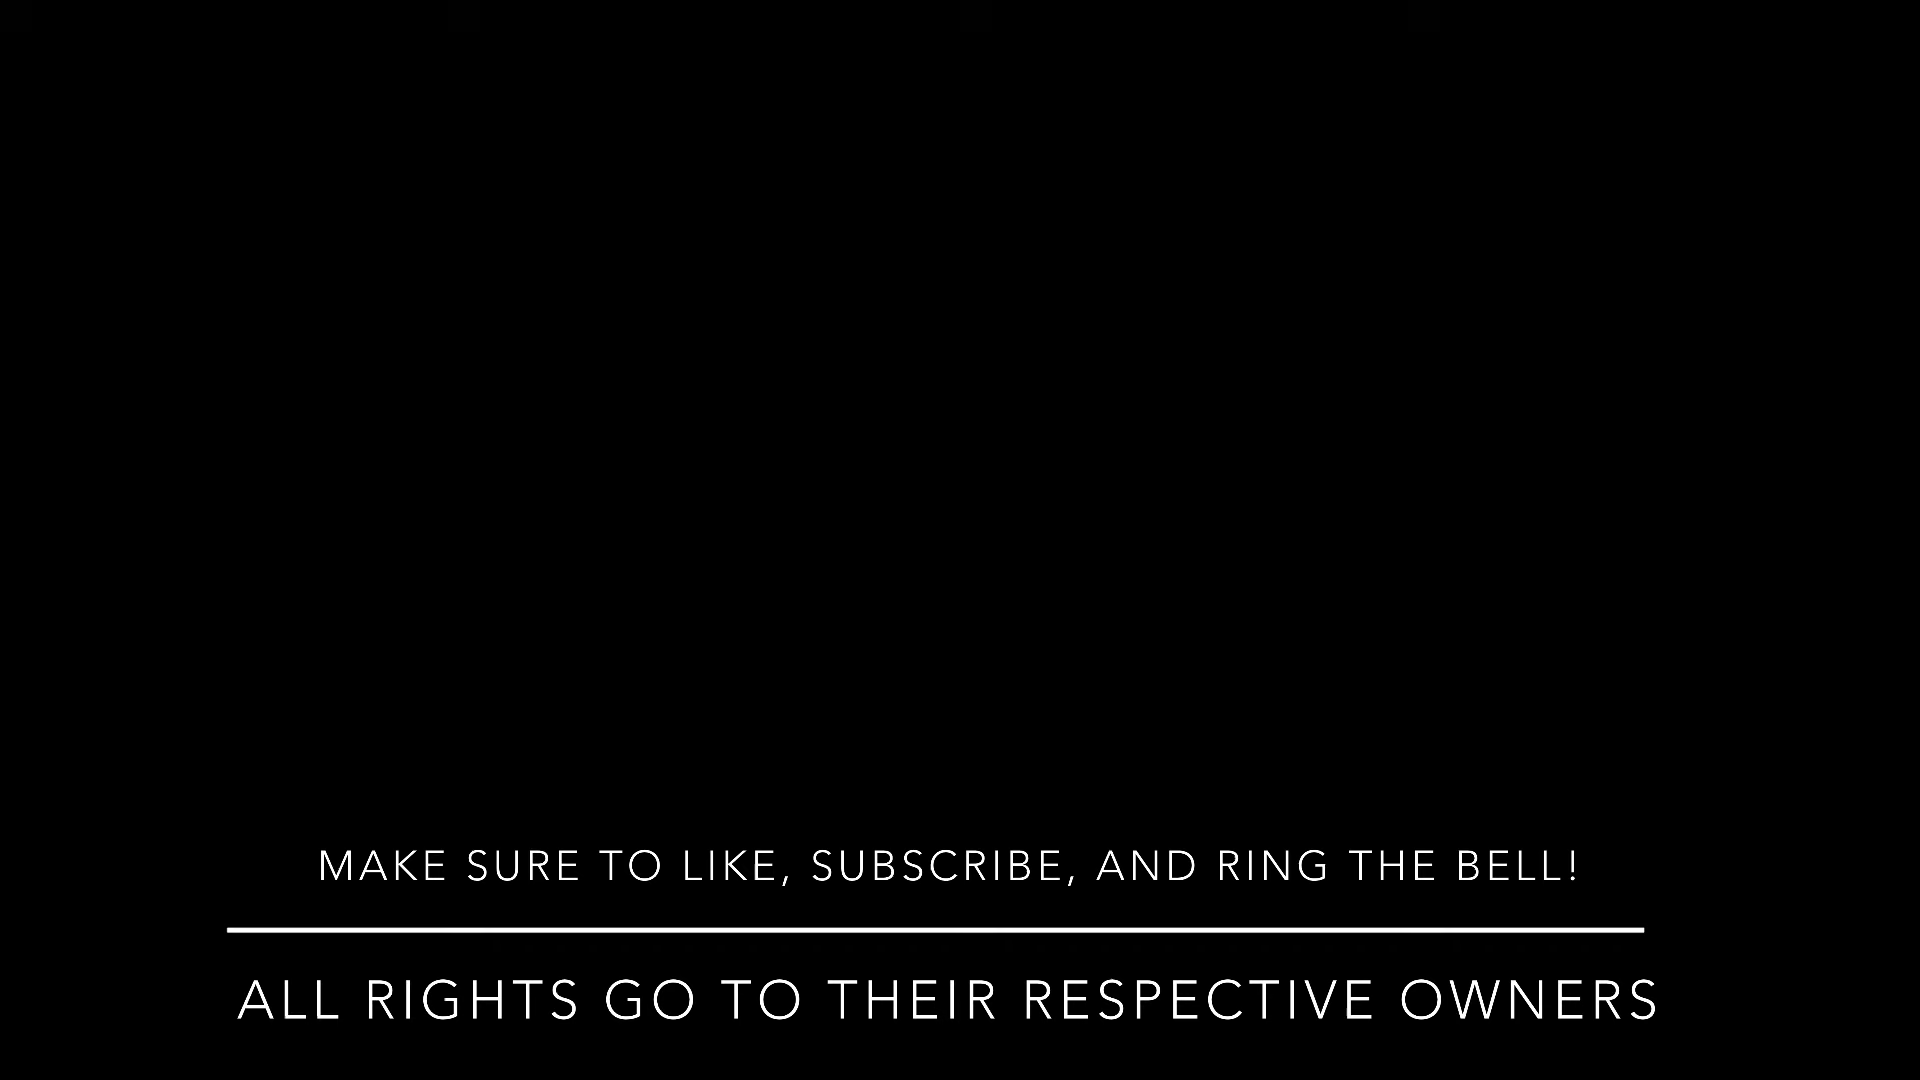 MAKE SURE TO LIKE, SUBSCRIBE, AND RING THE BELL!
ALL RIGHTS GO TO THEIR RESPECTIVE OWNERS